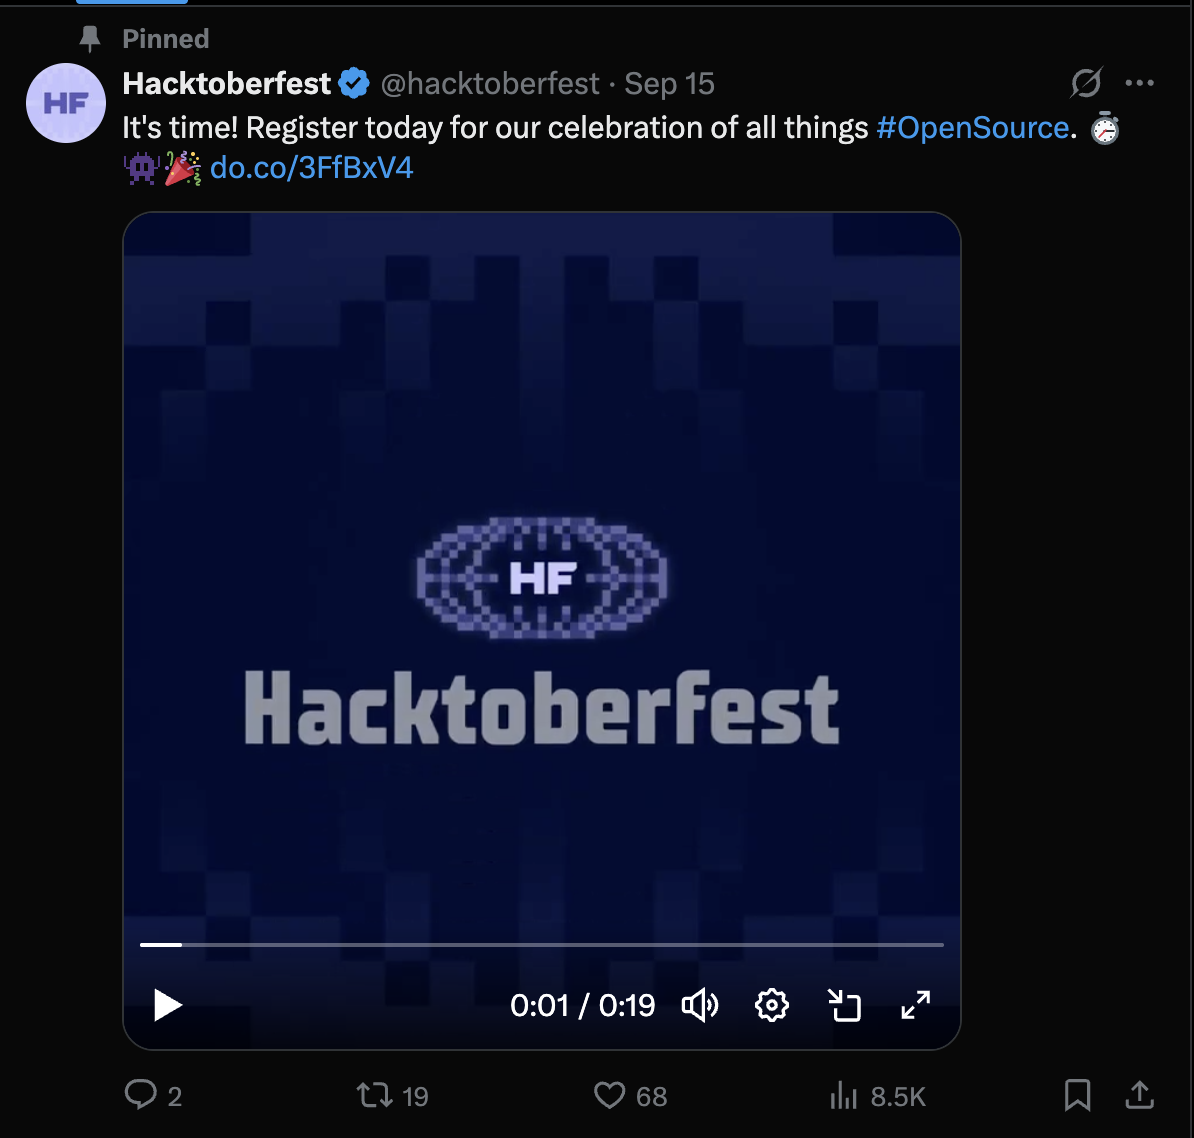 Pinned
HF
Hacktoberfest @hacktoberfest · Sep 15
It's time! Register today for our celebration of all things #OpenSource. ⏱️
👾🎉 do.co/3FfBxV4
HF
Hacktoberfest
0:01 / 0:19
2 19 68 8.5K